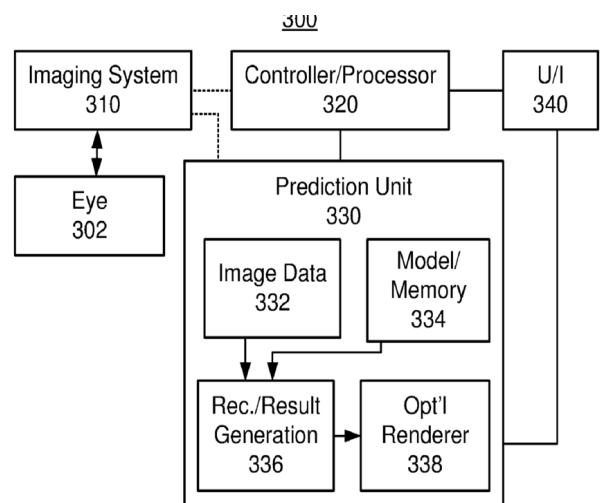 300
Imaging System
310
Controller/Processor
320
U/I
340
Eye
302
Prediction Unit
330
Image Data
332
Model/
Memory
334
Rec./Result
Generation
336
Opt'l
Renderer
338